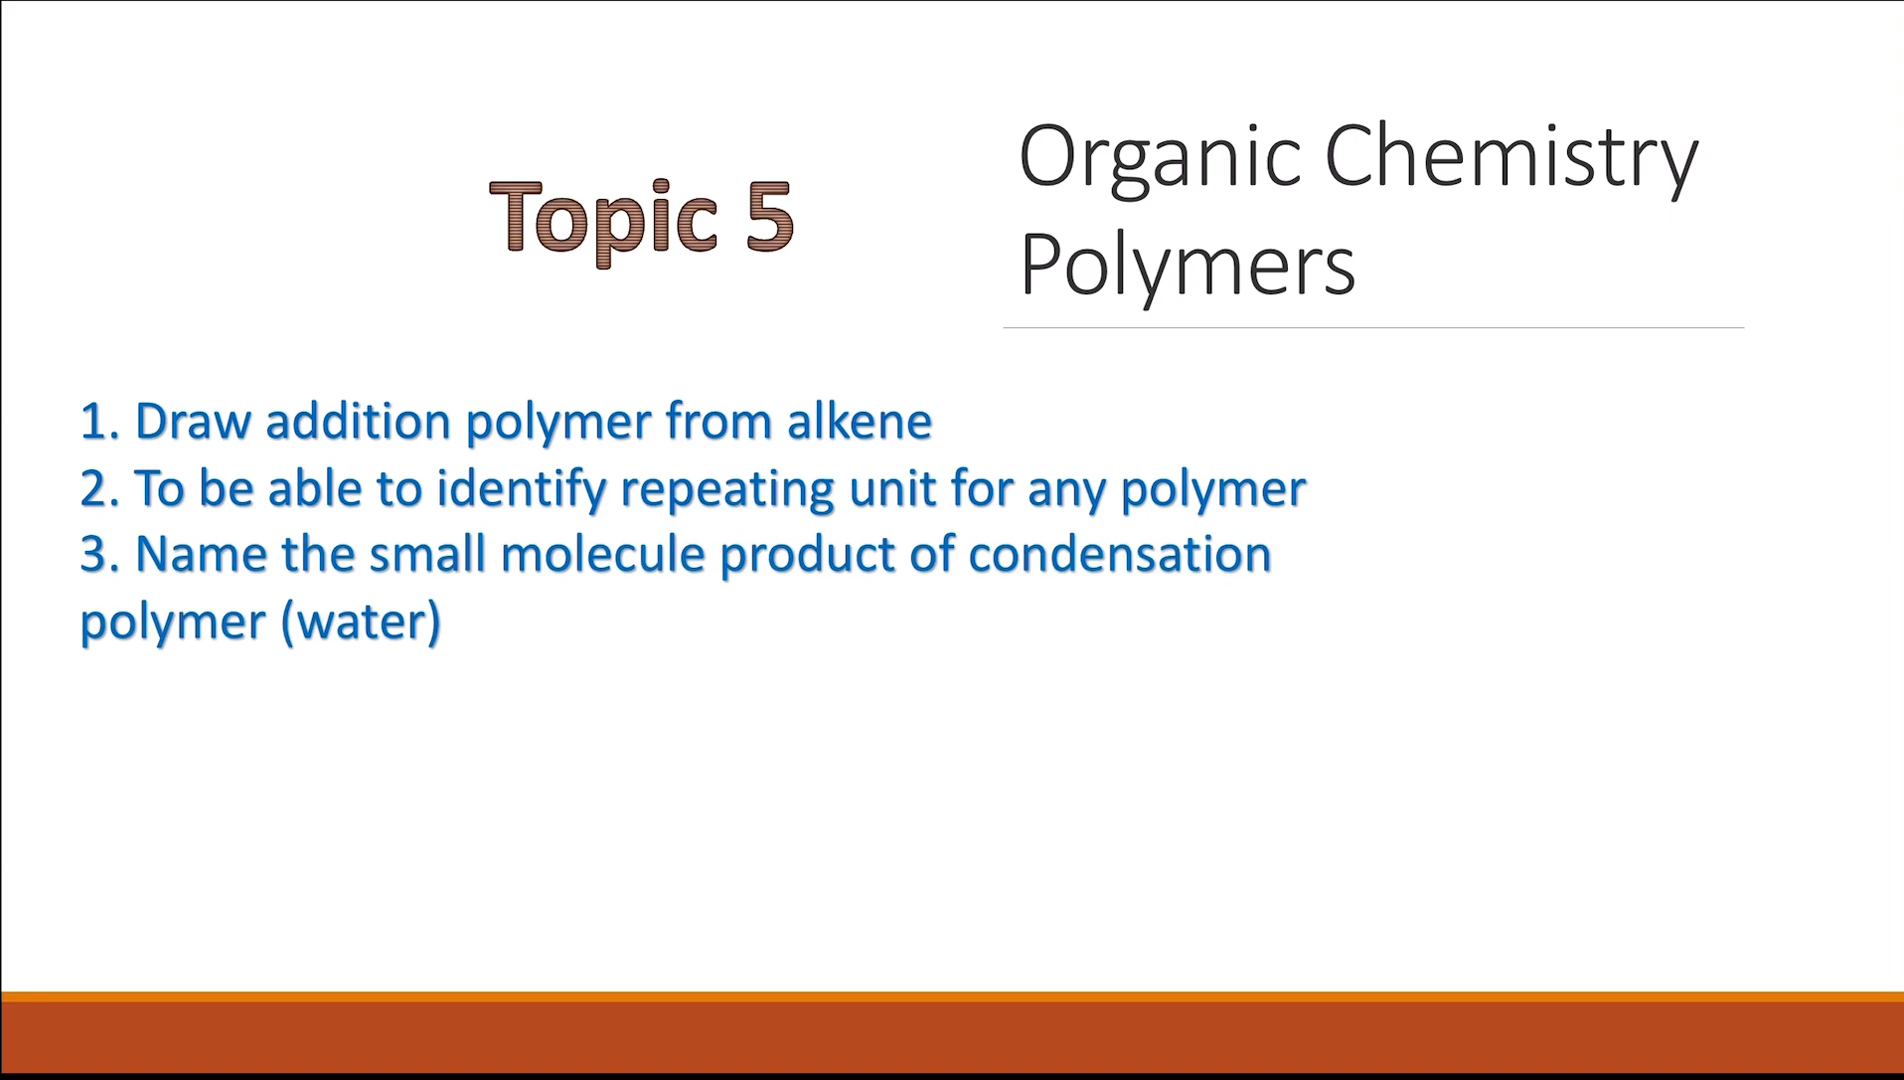 Topic 5
Organic Chemistry
Polymers
1. Draw addition polymer from alkene
2. To be able to identify repeating unit for any polymer
3. Name the small molecule product of condensation
polymer (water)